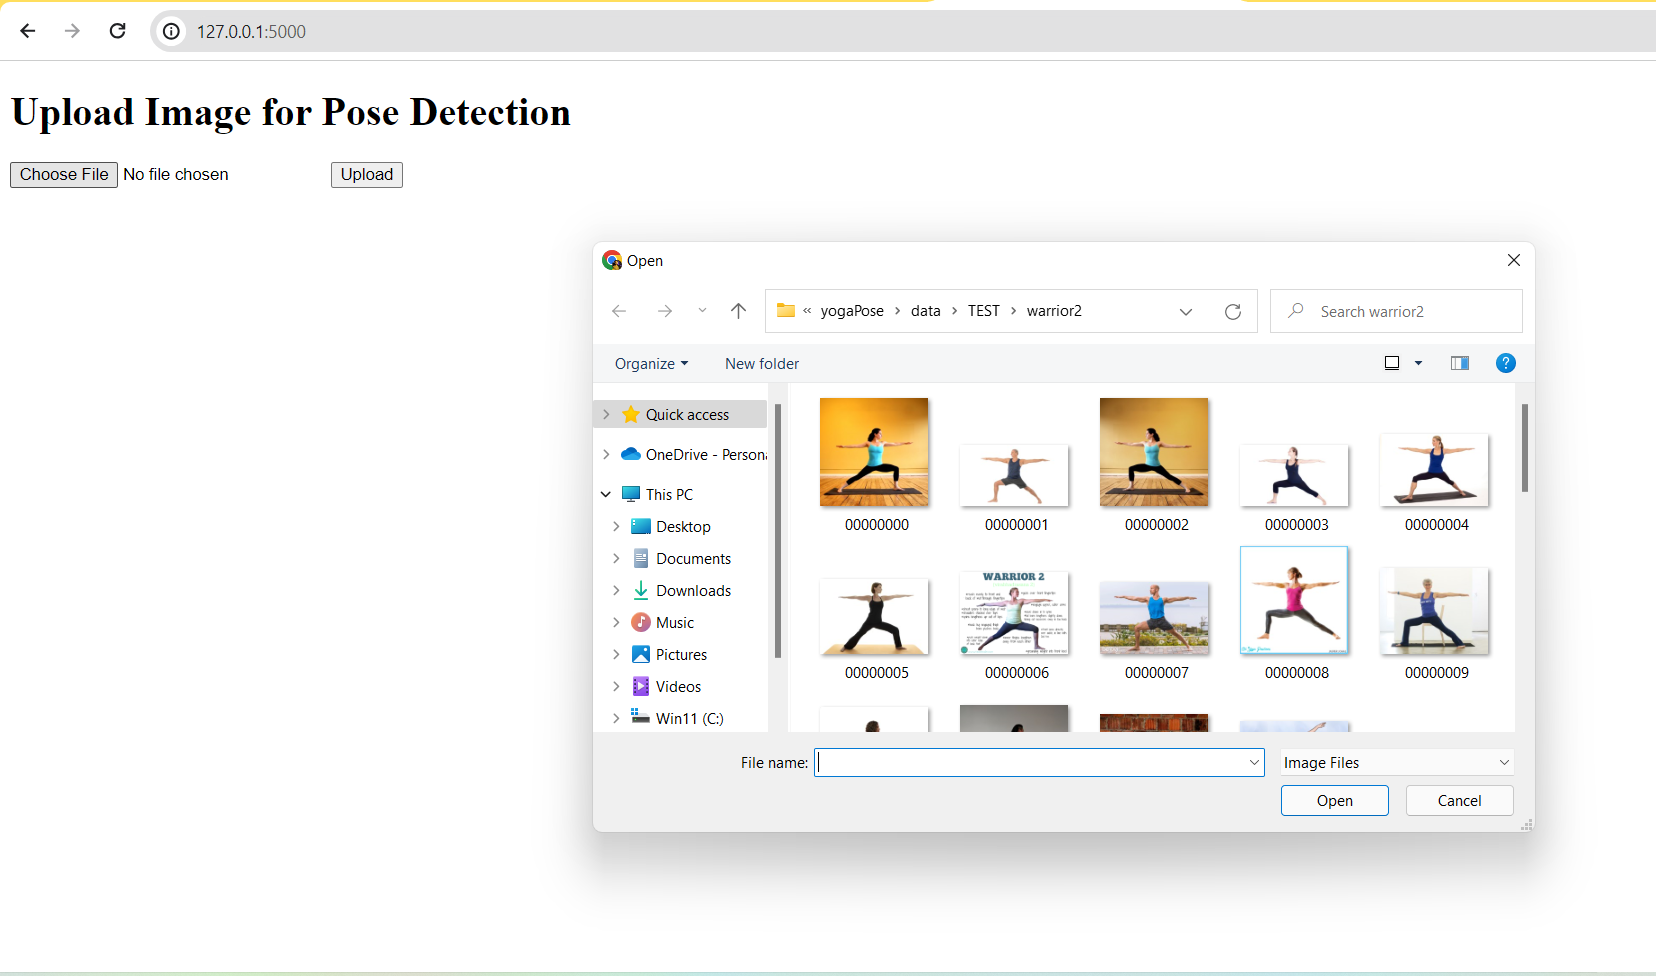 127.0.0.1:5000
Upload Image for Pose Detection
Choose File No file chosen Upload
Open
« yogaPose > data > TEST > warrior2
Search warrior2
Organize New folder
Quick access
OneDrive - Persona
This PC
Desktop
Documents
Downloads
Music
Pictures
Videos
Win11 (C:)
00000000 00000001 00000002 00000003 00000004
WARRIOR 2
00000005 00000006 00000007 00000008 00000009
File name: Image Files
Open Cancel